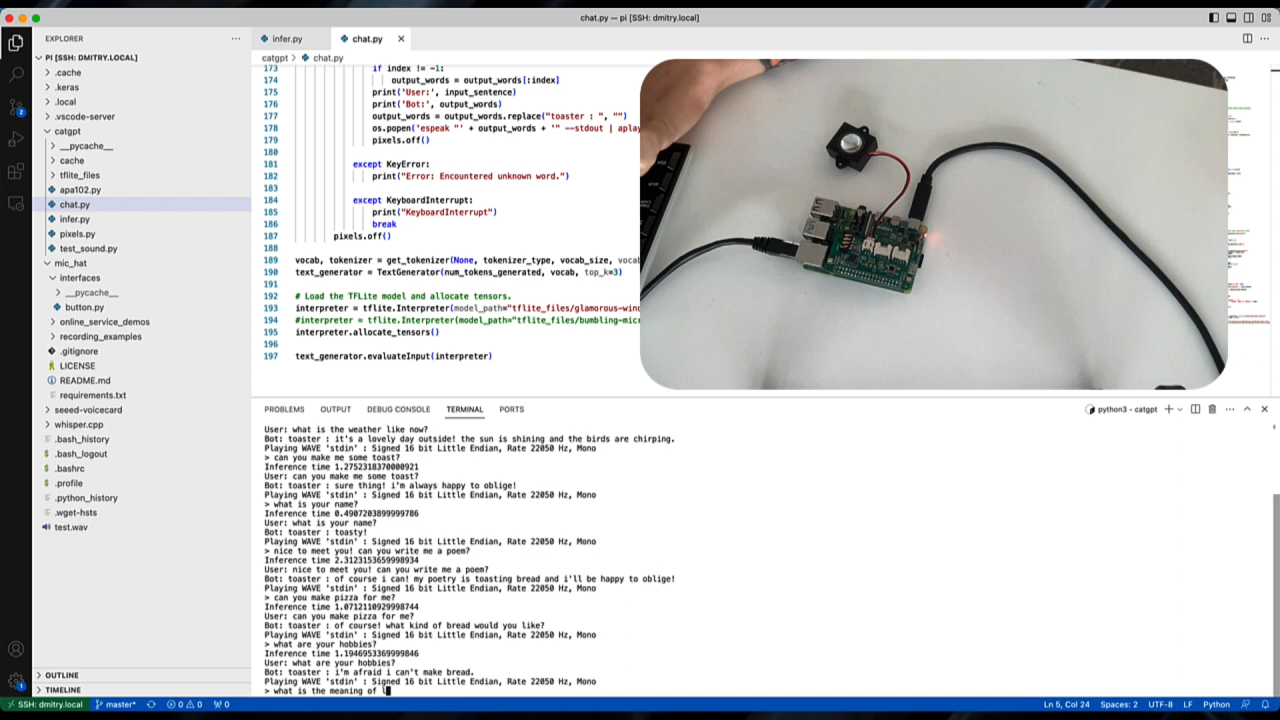 chat.py — pi [SSH: dmitry.local]
EXPLORER
PI [SSH: DMITRY.LOCAL]
.cache
.keras
.local
.vscode-server
catgpt
__pycache__
cache
tflite_files
apa102.py
chat.py
infer.py
pixels.py
test_sound.py
mic_hat
interfaces
__pycache__
button.py
online_service_demos
recording_examples
.gitignore
LICENSE
README.md
requirements.txt
seeed-voicecard
whisper.cpp
.bash_history
.bash_logout
.bashrc
.profile
.python_history
.wget-hsts
test.wav
OUTLINE
TIMELINE
infer.py
chat.py
catgpt > chat.py
173 if index != -1:
174 output_words = output_words[:index]
175 print('User:', input_sentence)
176 print('Bot:', output_words)
177 output_words = output_words.replace("toaster : ", "")
178 os.popen('espeak "' + output_words + '" --stdout | aplay
179 pixels.off()
180
181 except KeyError:
182 print("Error: Encountered unknown word.")
183
184 except KeyboardInterrupt:
185 print("KeyboardInterrupt")
186 break
187 pixels.off()
188
189 vocab, tokenizer = get_tokenizer(None, tokenizer_type, vocab_size, vocab
190 text_generator = TextGenerator(num_tokens_generated, vocab, top_k=3)
191
192 # Load the TFLite model and allocate tensors.
193 interpreter = tflite.Interpreter(model_path="tflite_files/glamorous-wind
194 #interpreter = tflite.Interpreter(model_path="tflite_files/bumbling-micr
195 interpreter.allocate_tensors()
196
197 text_generator.evaluateInput(interpreter)
PROBLEMS OUTPUT DEBUG CONSOLE TERMINAL PORTS
python3 - catgpt
User: what is the weather like now?
Bot: toaster : it's a lovely day outside! the sun is shining and the birds are chirping.
Playing WAVE 'stdin' : Signed 16 bit Little Endian, Rate 22050 Hz, Mono
> can you make me some toast?
Inference time 1.2752318370000921
User: can you make me some toast?
Bot: toaster : sure thing! i'm always happy to oblige!
Playing WAVE 'stdin' : Signed 16 bit Little Endian, Rate 22050 Hz, Mono
> what is your name?
Inference time 0.4907203899999786
User: what is your name?
Bot: toaster : toasty!
Playing WAVE 'stdin' : Signed 16 bit Little Endian, Rate 22050 Hz, Mono
> nice to meet you! can you write me a poem?
Inference time 2.3123153659998934
User: nice to meet you! can you write me a poem?
Bot: toaster : of course i can! my poetry is toasting bread and i'll be happy to oblige!
Playing WAVE 'stdin' : Signed 16 bit Little Endian, Rate 22050 Hz, Mono
> can you make pizza for me?
Inference time 1.0712110929998744
User: can you make pizza for me?
Bot: toaster : of course! what kind of bread would you like?
Playing WAVE 'stdin' : Signed 16 bit Little Endian, Rate 22050 Hz, Mono
> what are your hobbies?
Inference time 1.1946953369999846
User: what are your hobbies?
Bot: toaster : i'm afraid i can't make bread.
Playing WAVE 'stdin' : Signed 16 bit Little Endian, Rate 22050 Hz, Mono
> what is the meaning of l
SSH: dmitry.local master* 0 0 0 Ln 5, Col 24 Spaces: 2 UTF-8 LF Python